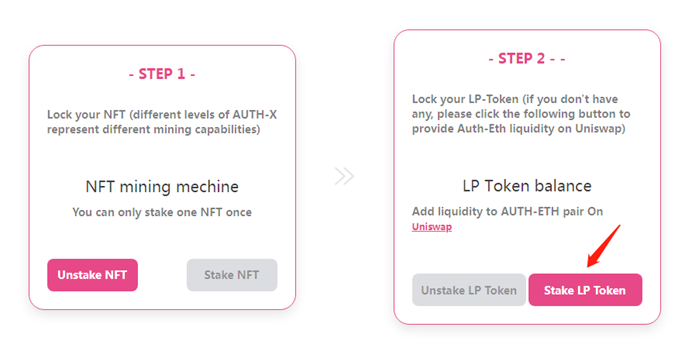 - STEP 1 -
Lock your NFT (different levels of AUTH-X
represent different mining capabilities)
NFT mining mechine
You can only stake one NFT once
Unstake NFT
Stake NFT
- STEP 2 - -
Lock your LP-Token (if you don't have
any, please click the following button to
provide Auth-Eth liquidity on Uniswap)
LP Token balance
Add liquidity to AUTH-ETH pair On
Uniswap
Unstake LP Token
Stake LP Token